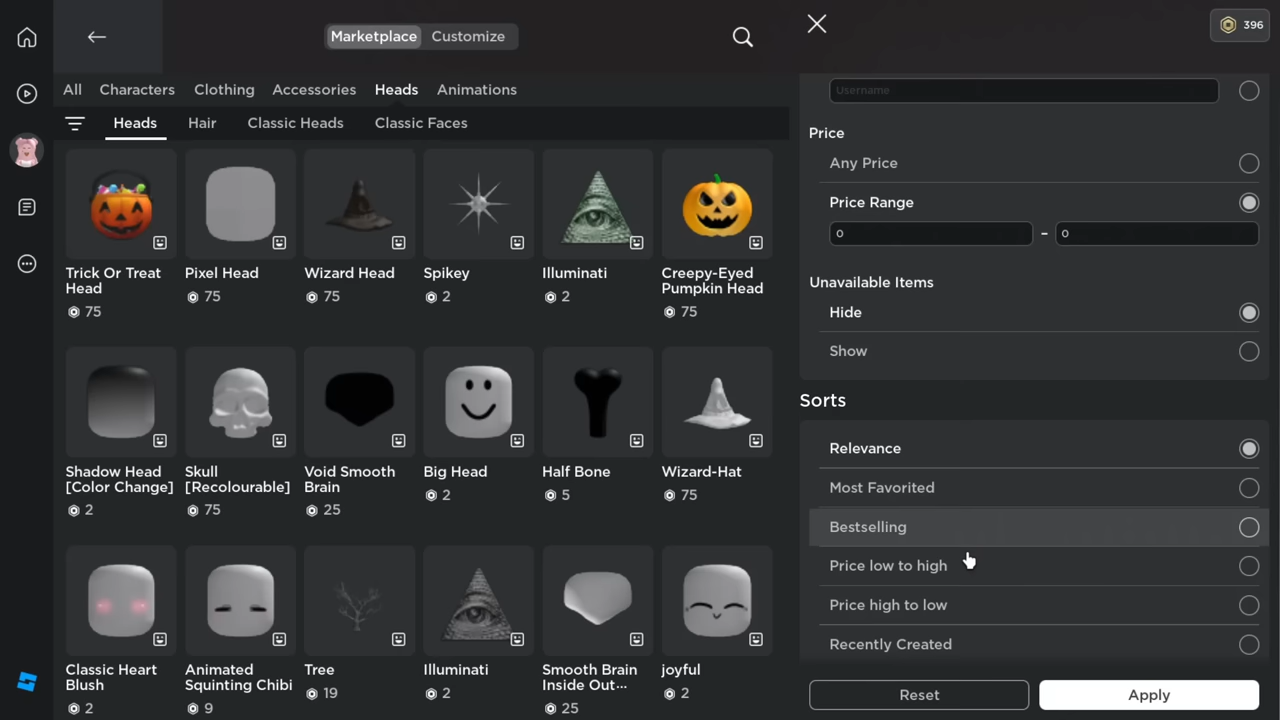 Marketplace Customize
396
All Characters Clothing Accessories Heads Animations
Heads Hair Classic Heads Classic Faces
Trick Or Treat
Head
75
Pixel Head
75
Wizard Head
75
Spikey
2
Illuminati
2
Creepy-Eyed
Pumpkin Head
75
Shadow Head
[Color Change]
2
Skull
[Recolourable]
75
Void Smooth
Brain
25
Big Head
2
Half Bone
5
Wizard-Hat
75
Classic Heart
Blush
2
Animated
Squinting Chibi
9
Tree
19
Illuminati
2
Smooth Brain
Inside Out...
25
joyful
2
Username
Price
Any Price
Price Range
0 - 0
Unavailable Items
Hide
Show
Sorts
Relevance
Most Favorited
Bestselling
Price low to high
Price high to low
Recently Created
Reset Apply